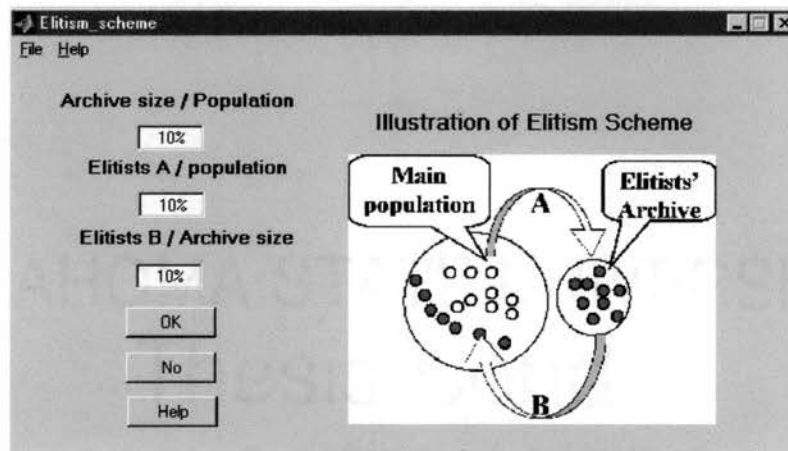 Elitism_scheme
File Help
Archive size / Population
10%
Elitists A / population
10%
Elitists B / Archive size
10%
OK
No
Help
Illustration of Elitism Scheme
Main
population
A
Elitists'
Archive
B